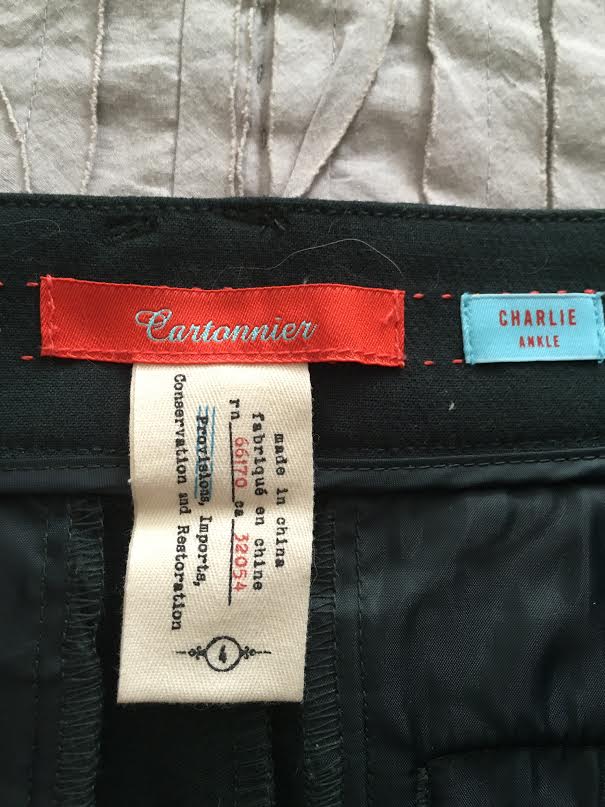 Cartonnier
CHARLIE
ANKLE
made in china
fabriqué en chine
rn 66170 ca 32054
Provisions, Imports,
Conservation and Restoration
4